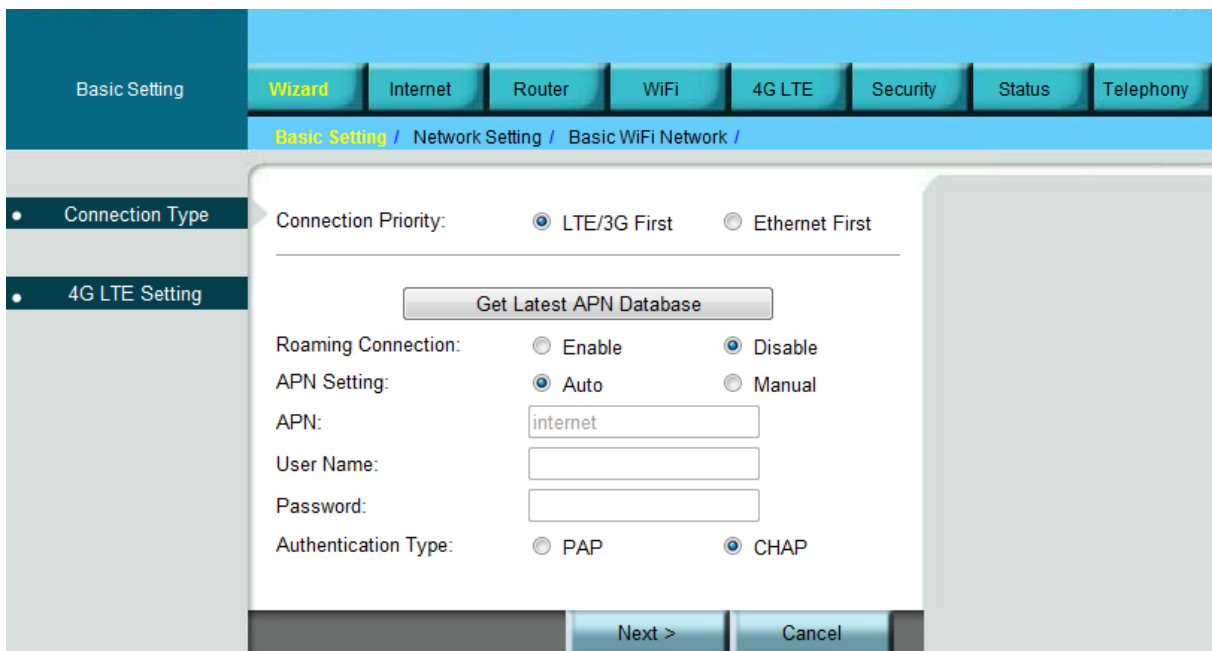 Basic Setting
Wizard Internet Router WiFi 4G LTE Security Status Telephony
Basic Setting / Network Setting / Basic WiFi Network /
Connection Type
4G LTE Setting
Connection Priority: LTE/3G First Ethernet First
Get Latest APN Database
Roaming Connection: Enable Disable
APN Setting: Auto Manual
APN: internet
User Name:
Password:
Authentication Type: PAP CHAP
Next > Cancel